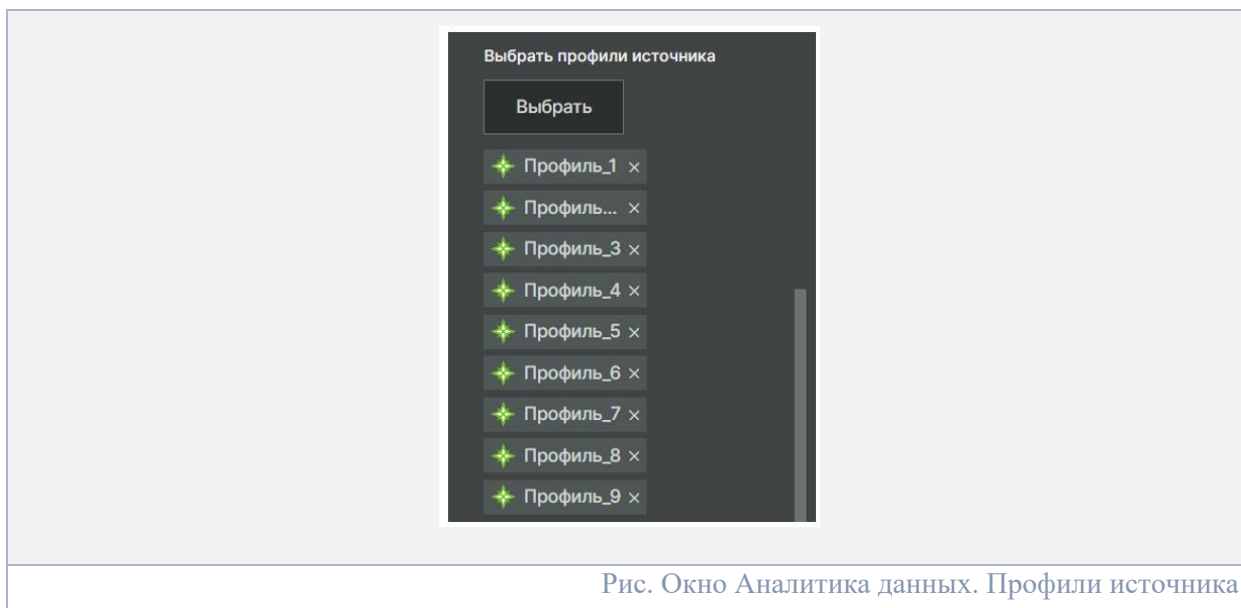 Выбрать профили источника
Выбрать
Профиль_1 ×
Профиль... ×
Профиль_3 ×
Профиль_4 ×
Профиль_5 ×
Профиль_6 ×
Профиль_7 ×
Профиль_8 ×
Профиль_9 ×
Рис. Окно Аналитика данных. Профили источника